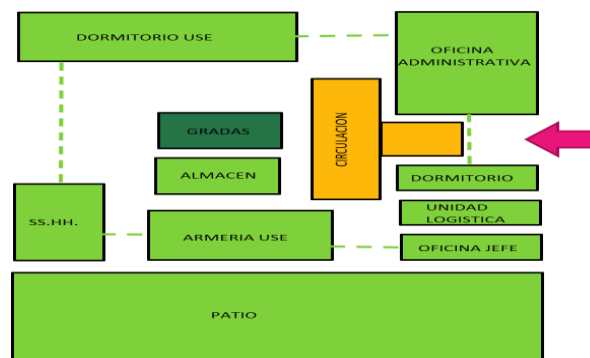 DORMITORIO USE
OFICINA
ADMINISTRATIVA
GRADAS
CIRCULACION
ALMACEN
DORMITORIO
SS.HH.
ARMERIA USE
UNIDAD
LOGISTICA
OFICINA JEFE
PATIO